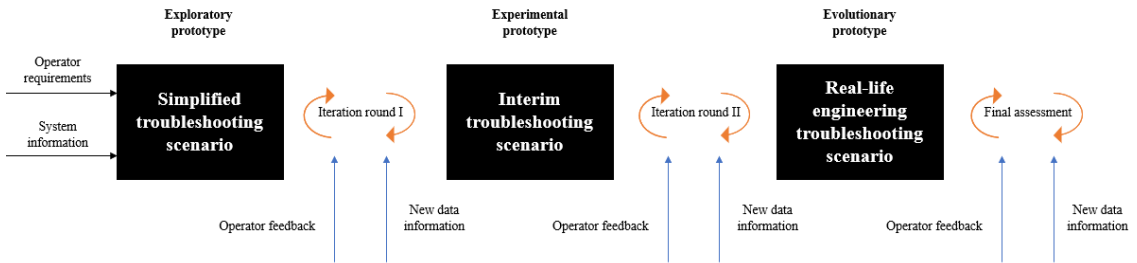 Exploratory
prototype
Experimental
prototype
Evolutionary
prototype
Operator
requirements
System
information
Simplified
troubleshooting
scenario
Iteration round I
Interim
troubleshooting
scenario
Iteration round II
Real-life
engineering
troubleshooting
scenario
Final assessment
Operator feedback
New data
information
Operator feedback
New data
information
Operator feedback
New data
information